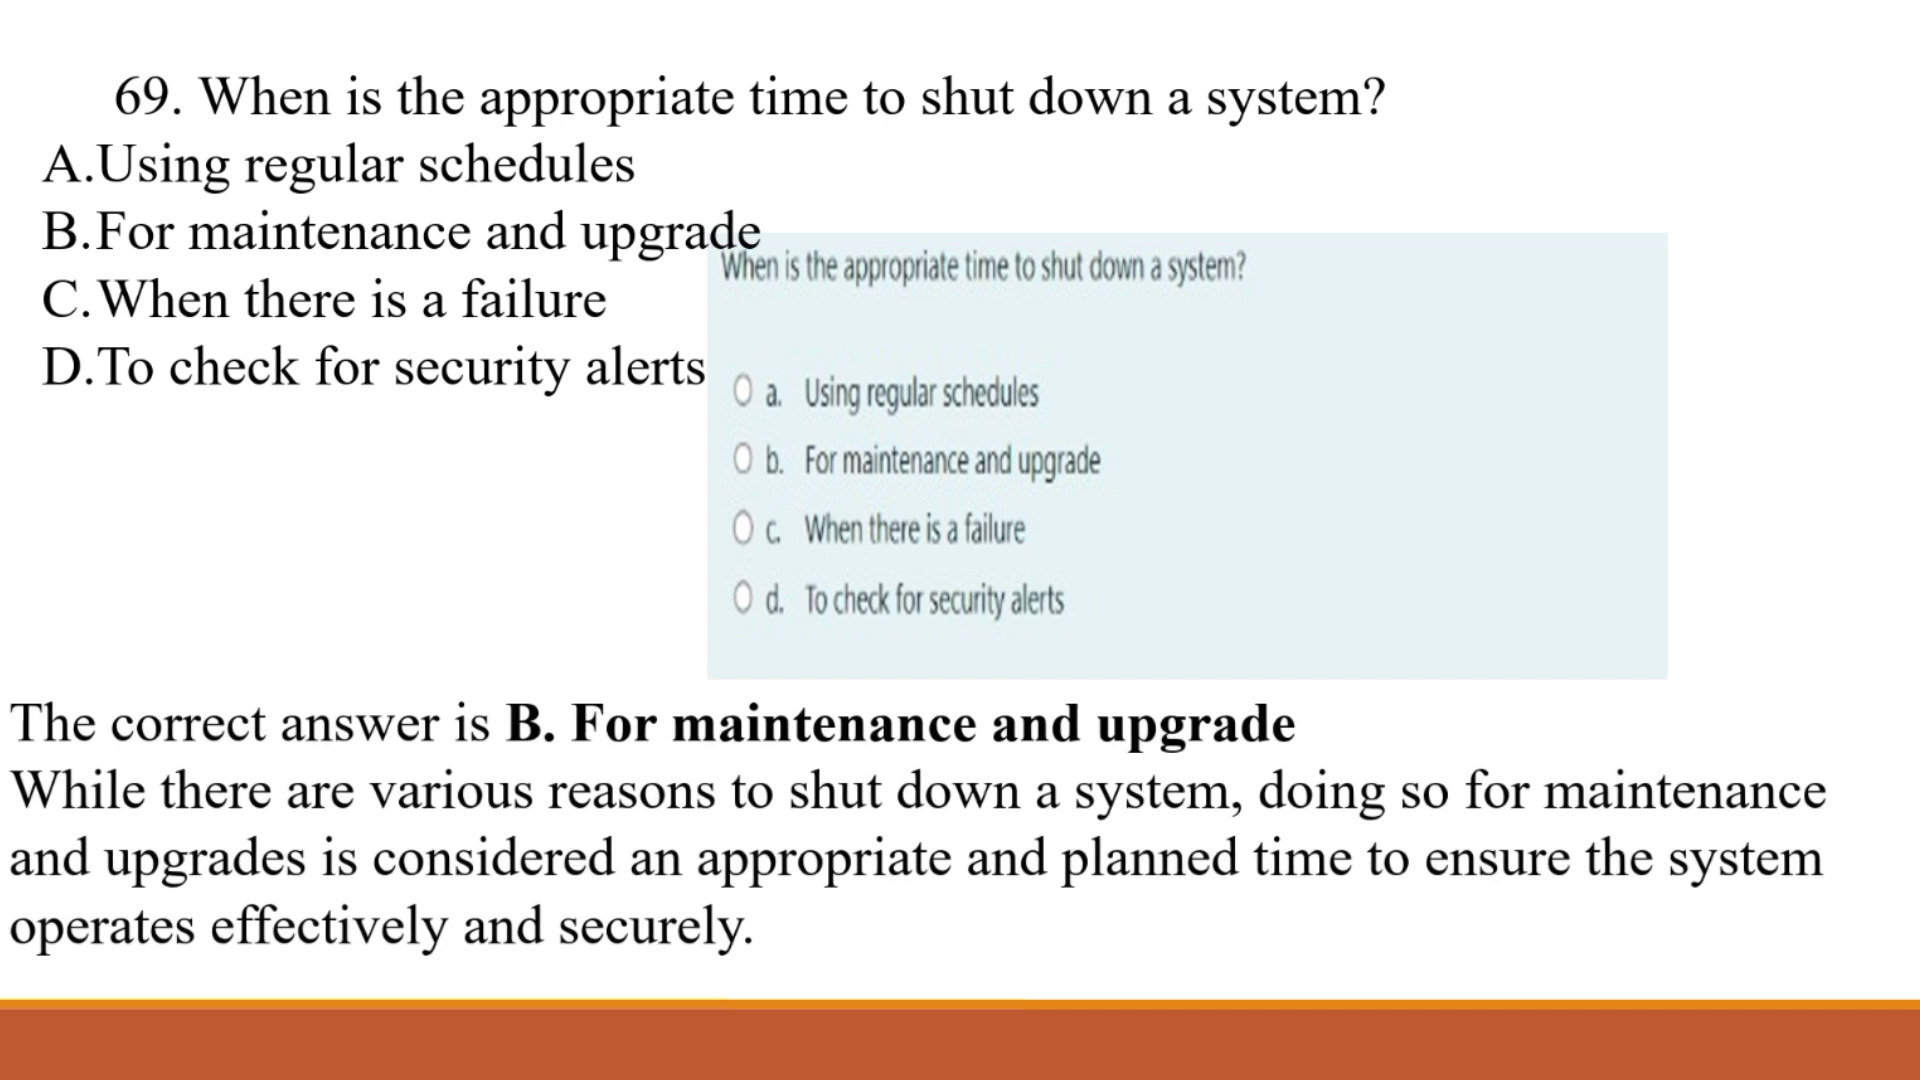 69. When is the appropriate time to shut down a system?
A.Using regular schedules
B.For maintenance and upgrade
C.When there is a failure
D.To check for security alerts
When is the appropriate time to shut down a system?
a. Using regular schedules
b. For maintenance and upgrade
c. When there is a failure
d. To check for security alerts
The correct answer is B. For maintenance and upgrade
While there are various reasons to shut down a system, doing so for maintenance
and upgrades is considered an appropriate and planned time to ensure the system
operates effectively and securely.